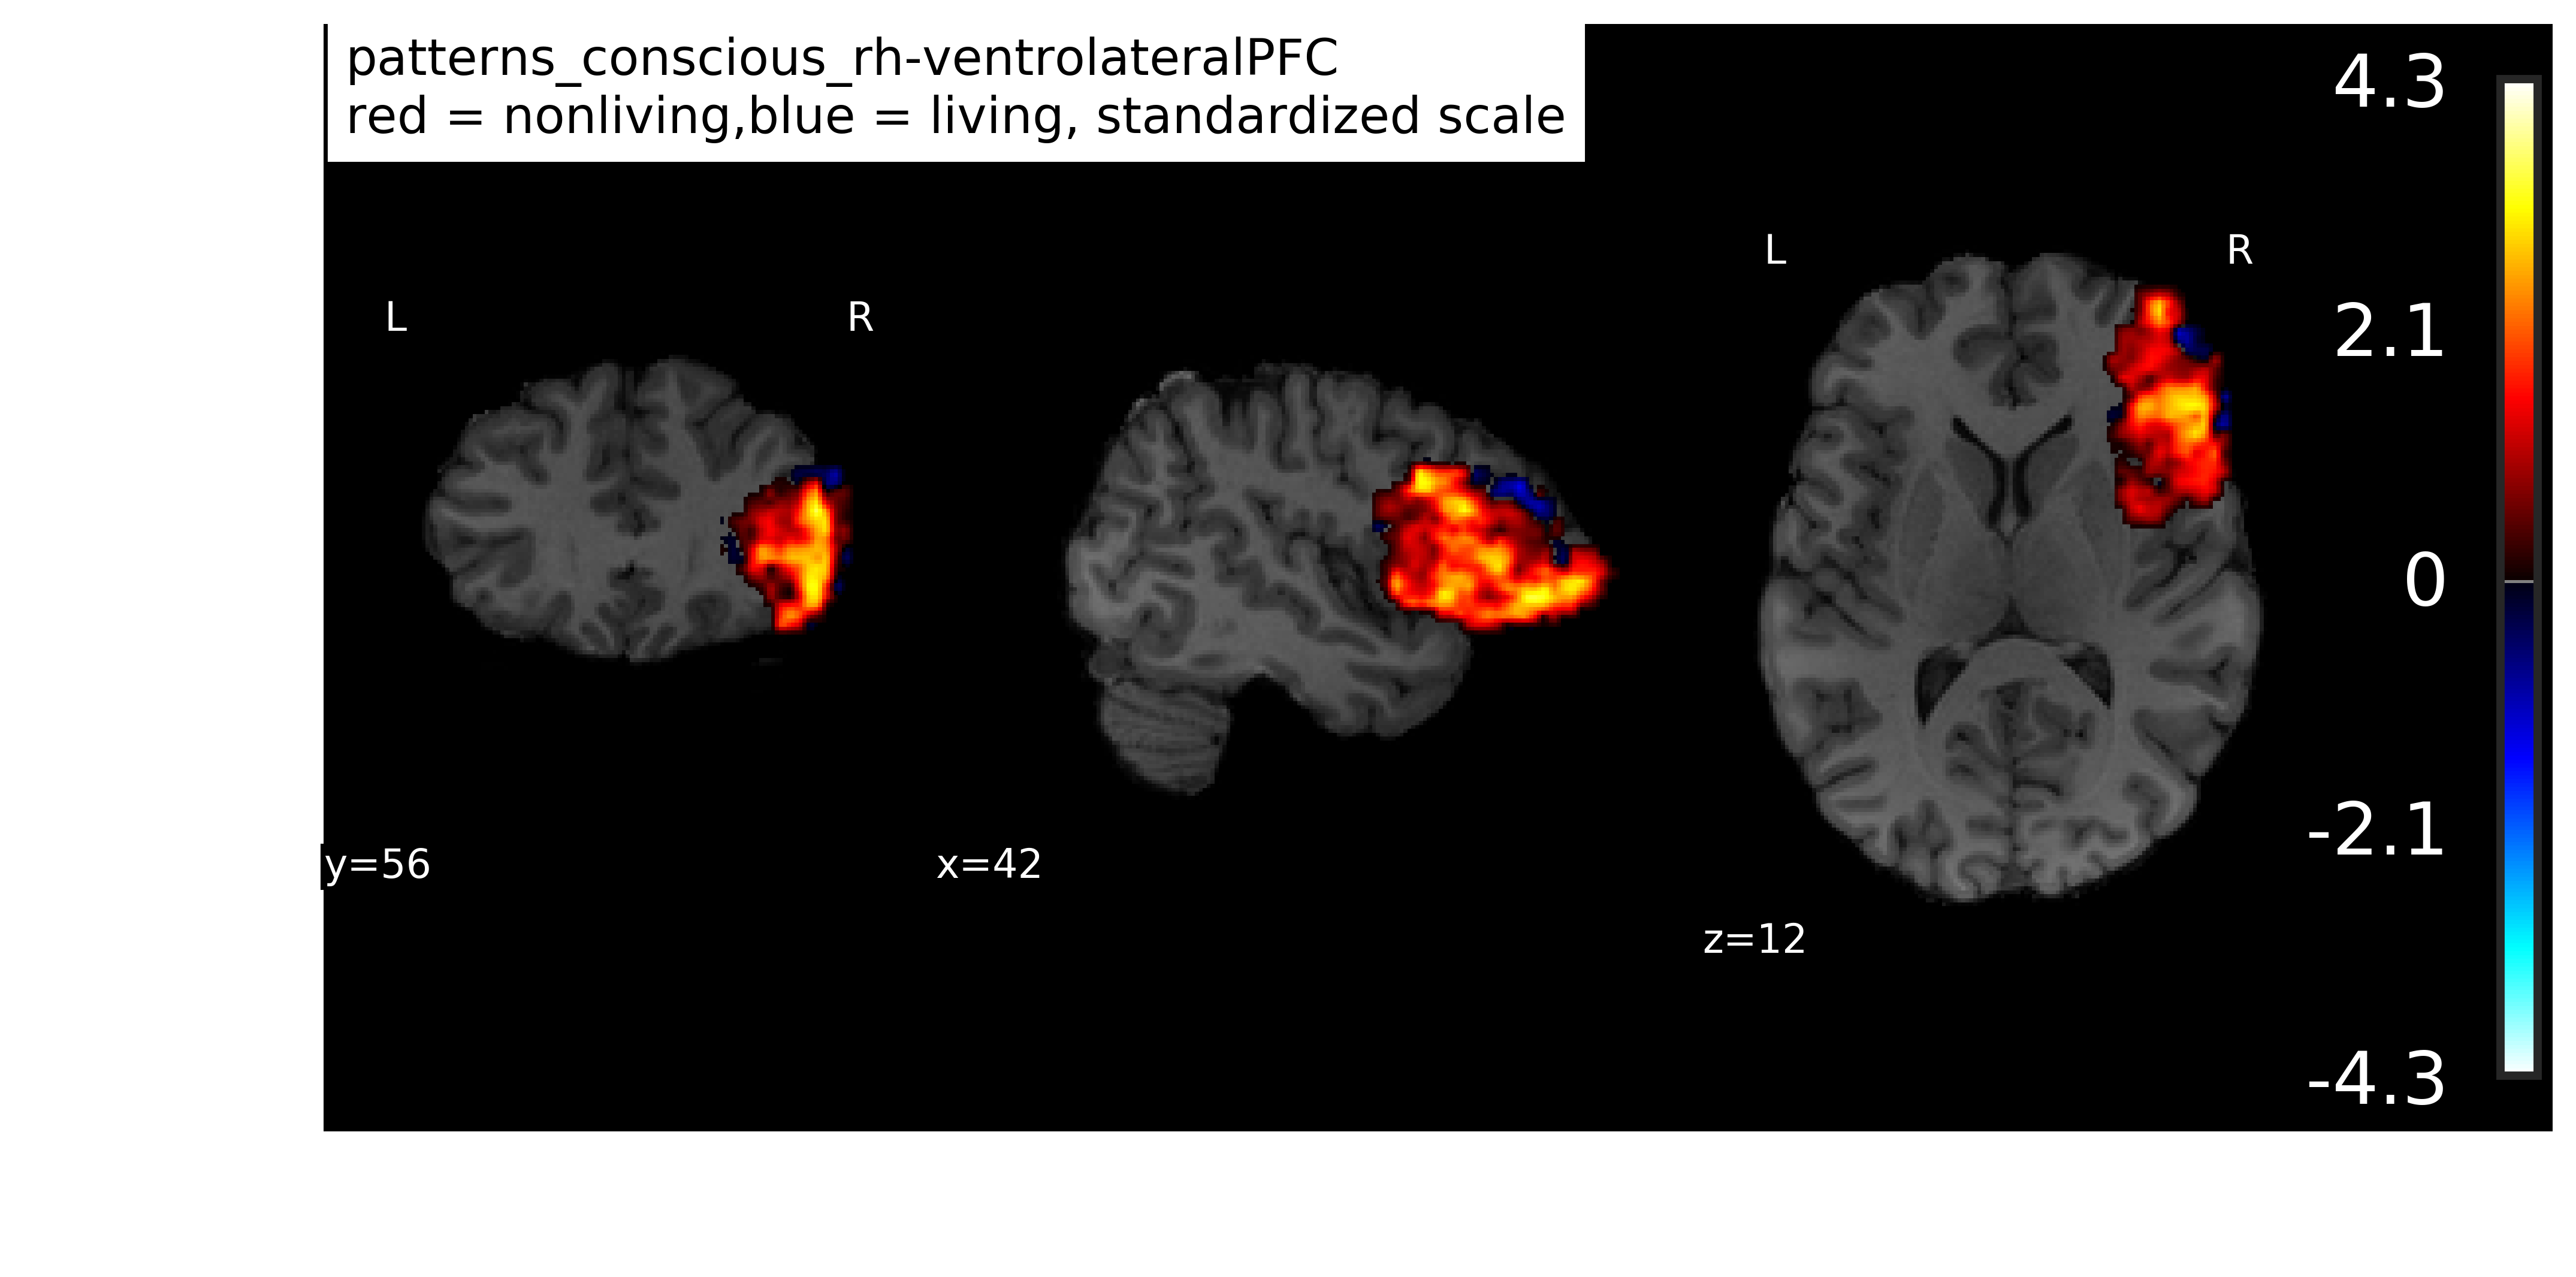 patterns_conscious_rh-ventrolateralPFC
red = nonliving,blue = living, standardized scale
4.3
2.1
0
-2.1
-4.3
L
R
L
R
y=56
x=42
z=12